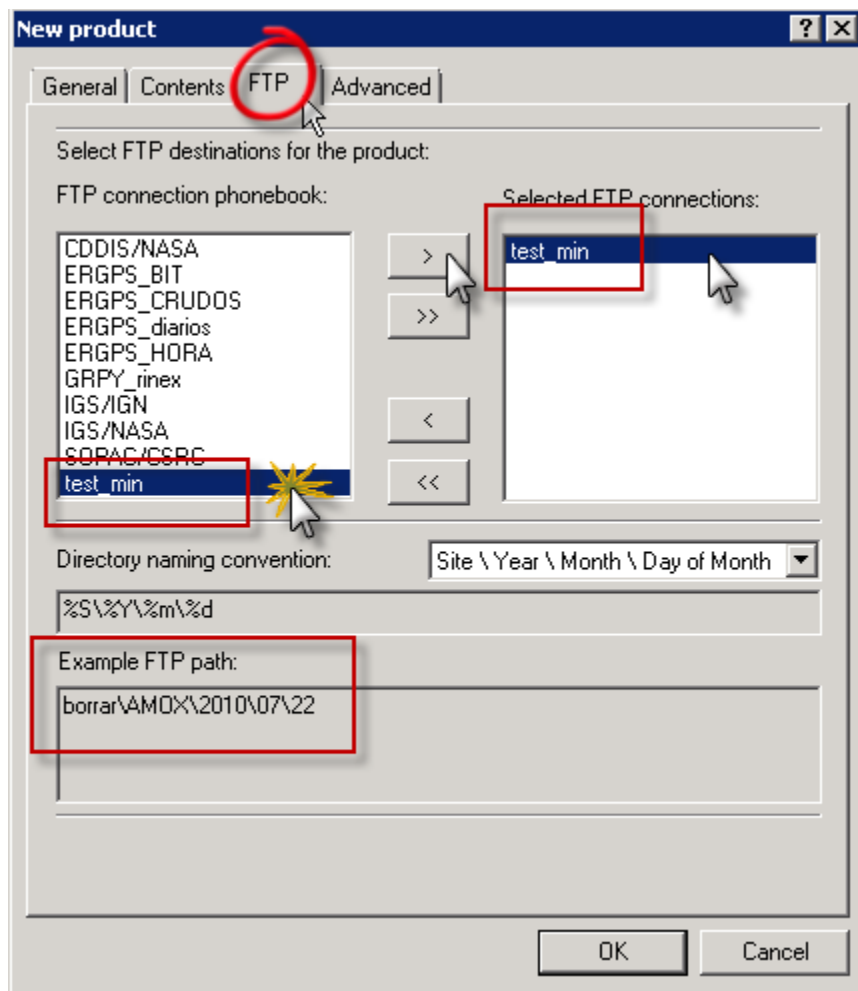 New product
General
Contents
FTP
Advanced
Select FTP destinations for the product:
FTP connection phonebook:
Selected FTP connections:
CDDIS/NASA
ERGPS_BIT
ERGPS_CRUDOS
ERGPS_diarios
ERGPS_HORA
GRPY_rinex
IGS/IGN
IGS/NASA
SOPAC/CSRC
test_min
>
>>
<
<<
test_min
Directory naming convention:
Site \ Year \ Month \ Day of Month
%S\%Y\%m\%d
Example FTP path:
borrar\AMOX\2010\07\22
OK
Cancel